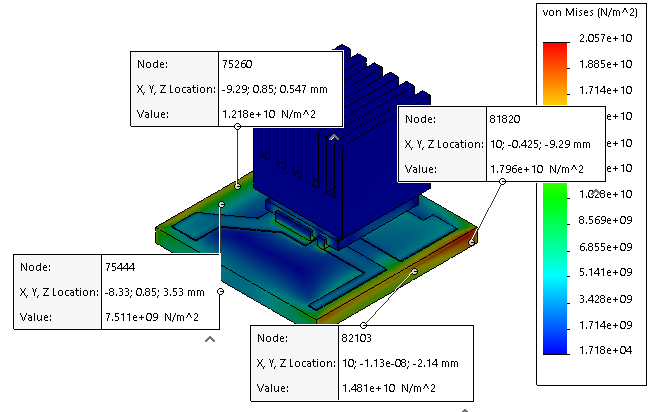 von Mises (N/m^2)
2.057e+10
1.885e+10
1.714e+10
e+10
e+10
e+10
1.028e+10
8.569e+09
6.855e+09
5.141e+09
3.428e+09
1.714e+09
1.718e+04
Node: 75260
X, Y, Z Location: -9.29; 0.85; 0.547 mm
Value: 1.218e+10 N/m^2
Node: 81820
X, Y, Z Location: 10; -0.425; -9.29 mm
Value: 1.796e+10 N/m^2
Node: 75444
X, Y, Z Location: -8.33; 0.85; 3.53 mm
Value: 7.511e+09 N/m^2
Node: 82103
X, Y, Z Location: 10; -1.13e-08; -2.14 mm
Value: 1.481e+10 N/m^2